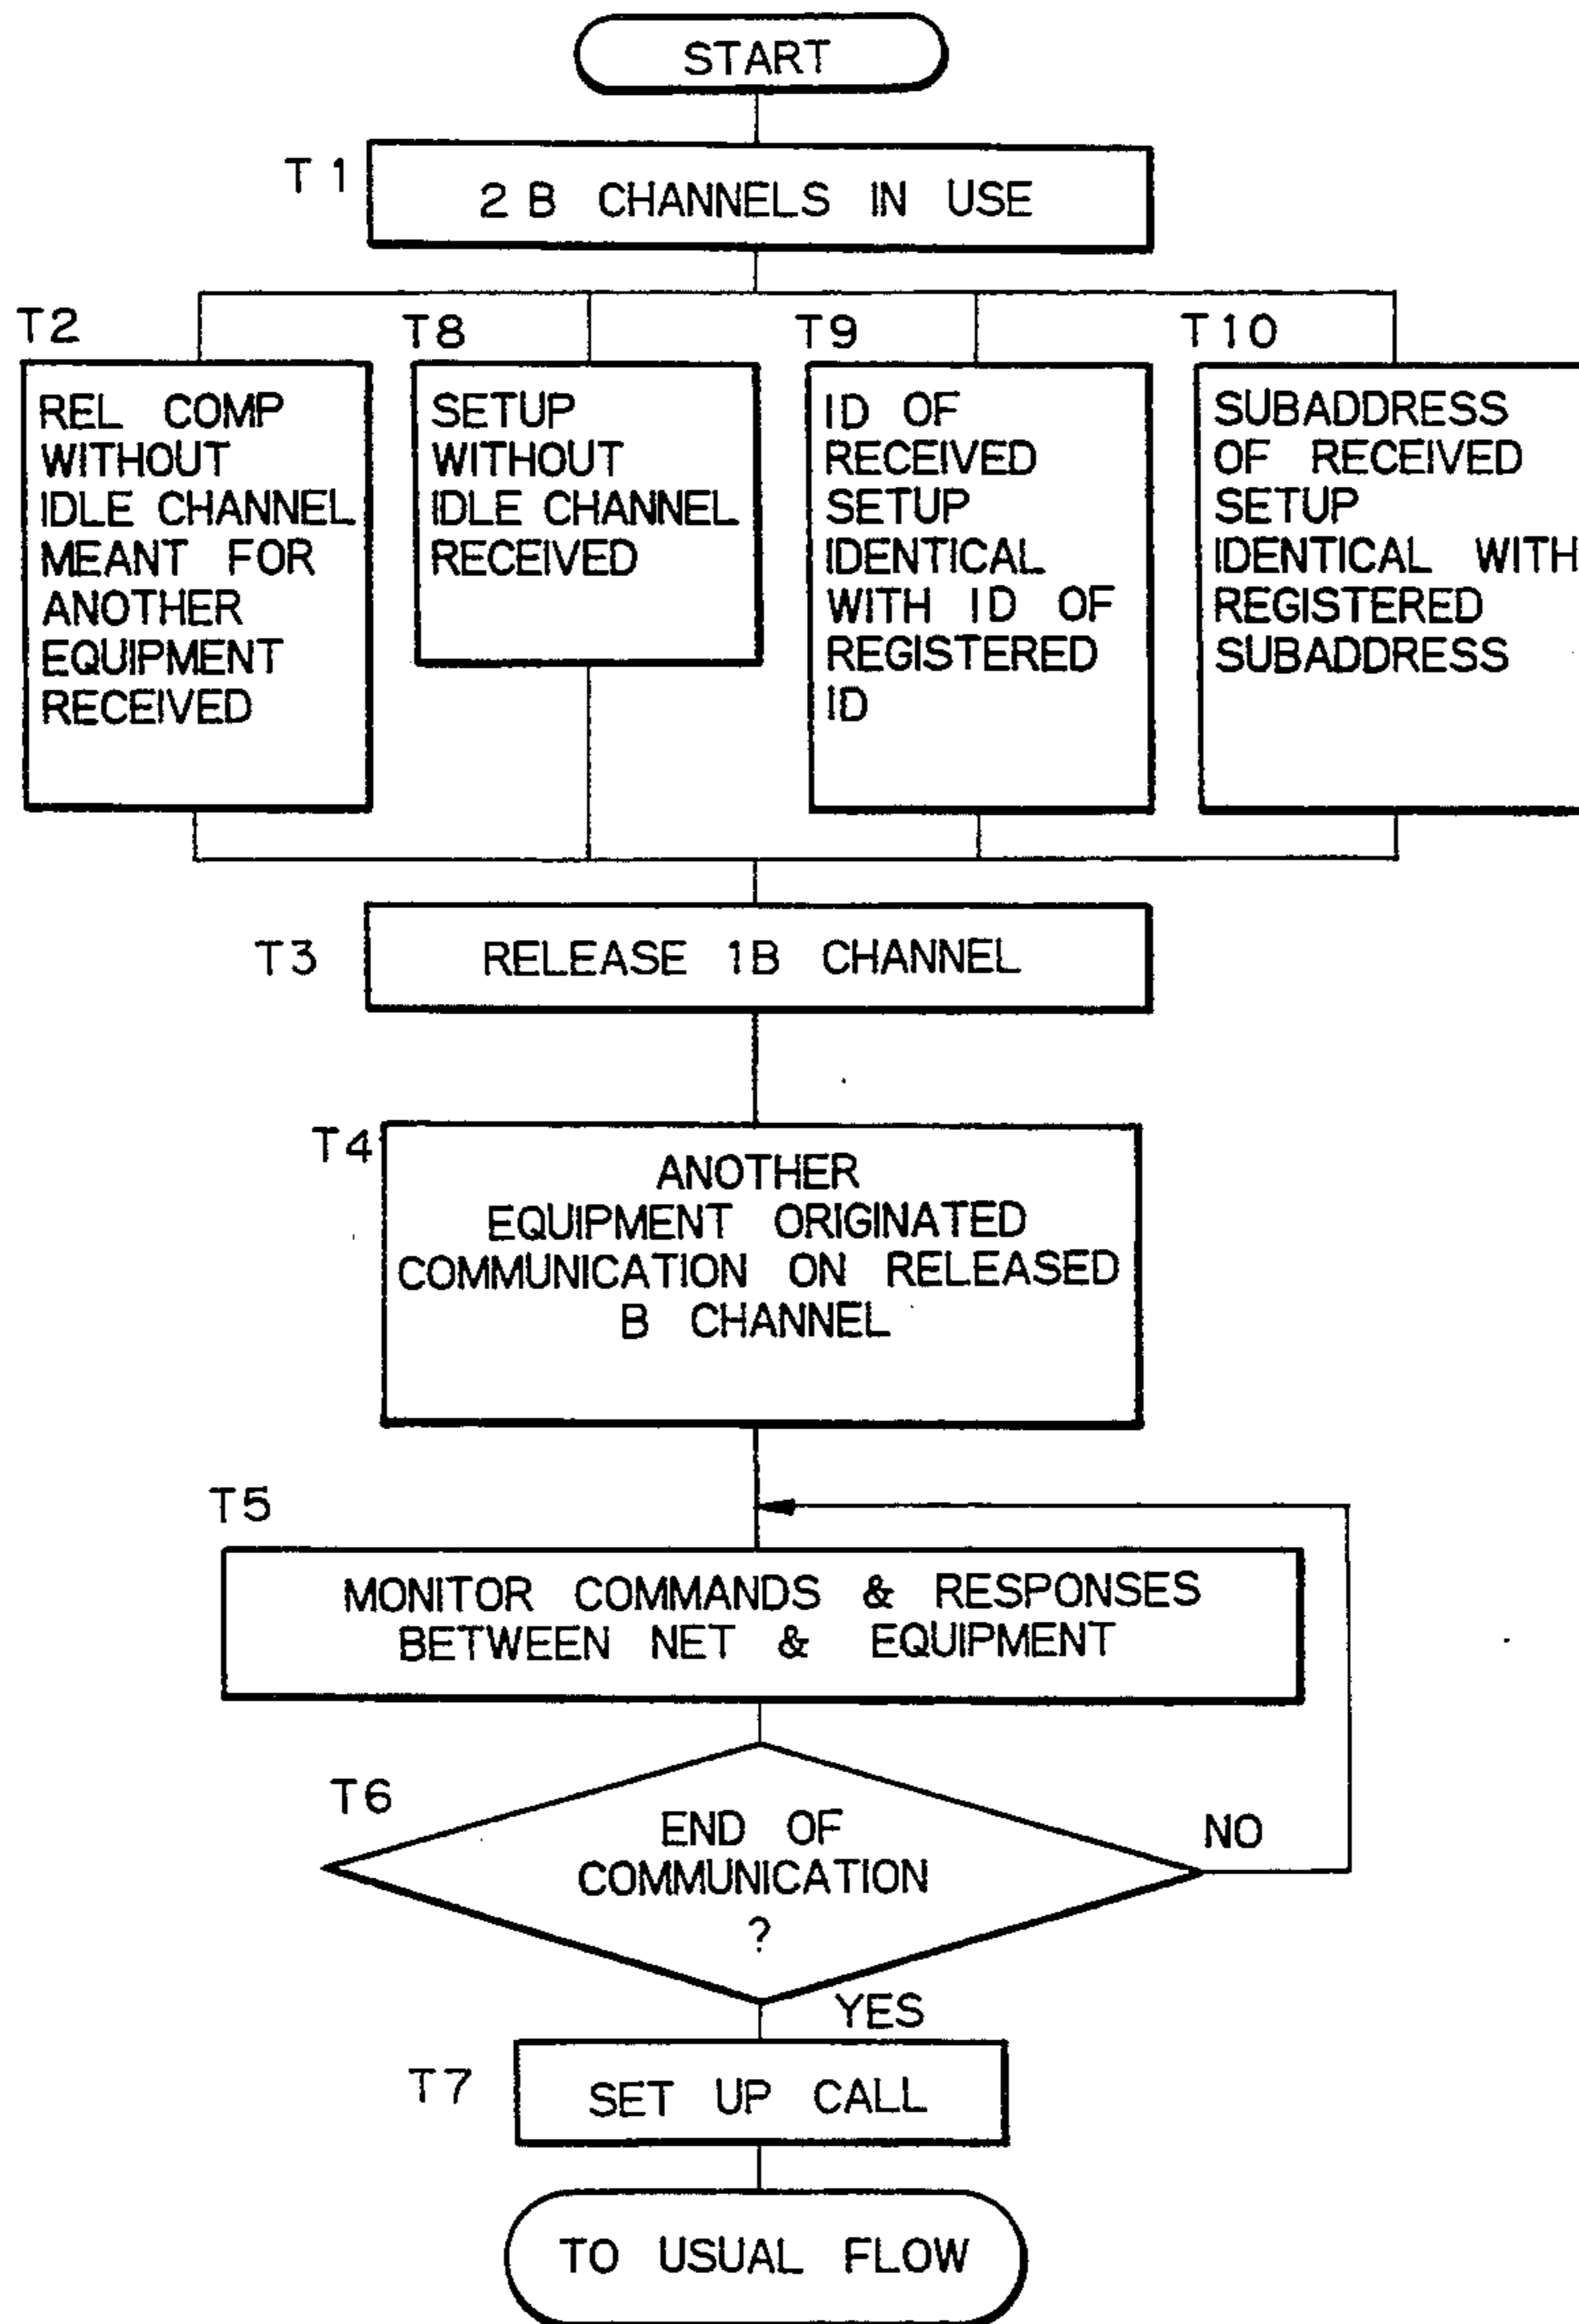 START
T1
2 B CHANNELS IN USE
T2
REL COMP
WITHOUT
IDLE CHANNEL
MEANT FOR
ANOTHER
EQUIPMENT
RECEIVED
T8
SETUP
WITHOUT
IDLE CHANNEL
RECEIVED
T9
ID OF
RECEIVED
SETUP
IDENTICAL
WITH ID OF
REGISTERED
ID
T10
SUBADDRESS
OF RECEIVED
SETUP
IDENTICAL WITH
REGISTERED
SUBADDRESS
T3
RELEASE 1B CHANNEL
T4
ANOTHER
EQUIPMENT ORIGINATED
COMMUNICATION ON RELEASED
B CHANNEL
T5
MONITOR COMMANDS & RESPONSES
BETWEEN NET & EQUIPMENT
T6
END OF
COMMUNICATION
?
NO
YES
T7
SET UP CALL
TO USUAL FLOW